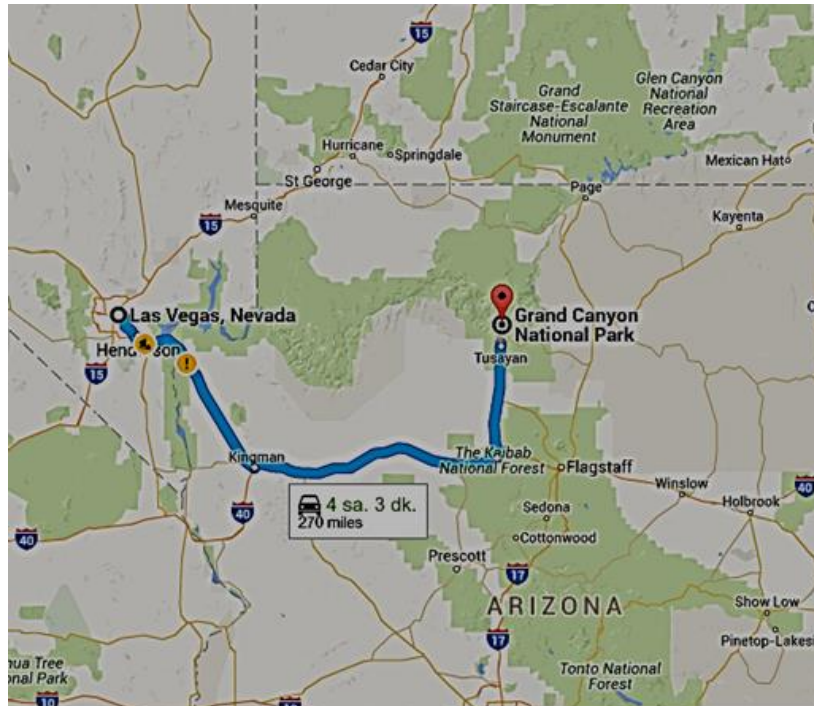 15
Cedar City
Grand
Staircase-Escalante
National
Monument
Glen Canyon
National
Recreation
Area
Hurricane
Springdale
St George
Mexican Hat
Page
Mesquite
Kayenta
15
Las Vegas, Nevada
Grand Canyon
National Park
Tusayan
15
Kingman
The Kaibab
National Forest
Flagstaff
Winslow
40
4 sa. 3 dk.
270 miles
40
Sedona
Holbrook
Cottonwood
40
Prescott
17
ARIZONA
Show Low
17
Pinetop-Lakesi
Tonto National
Forest
10